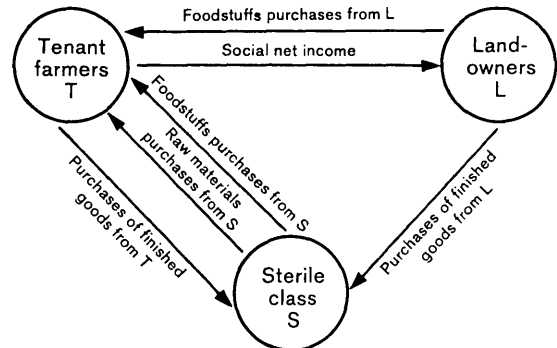 Foodstuffs purchases from L
Tenant
farmers
T
Social net income
Land-
owners
L
Foodstuffs purchases from S
Raw materials
purchases from S
Purchases of finished
goods from T
Purchases of finished
goods from L
Sterile
class
S